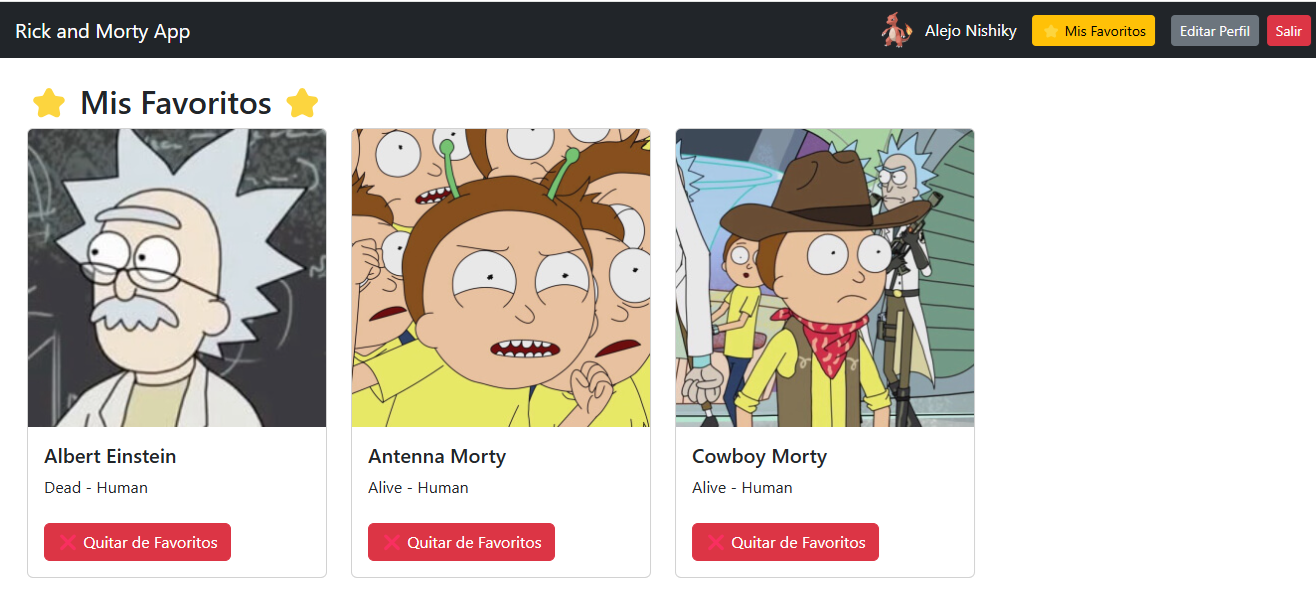 Rick and Morty App
Alejo Nishiky
Mis Favoritos
Editar Perfil
Salir
Mis Favoritos
Albert Einstein
Dead - Human
Quitar de Favoritos
Antenna Morty
Alive - Human
Quitar de Favoritos
Cowboy Morty
Alive - Human
Quitar de Favoritos